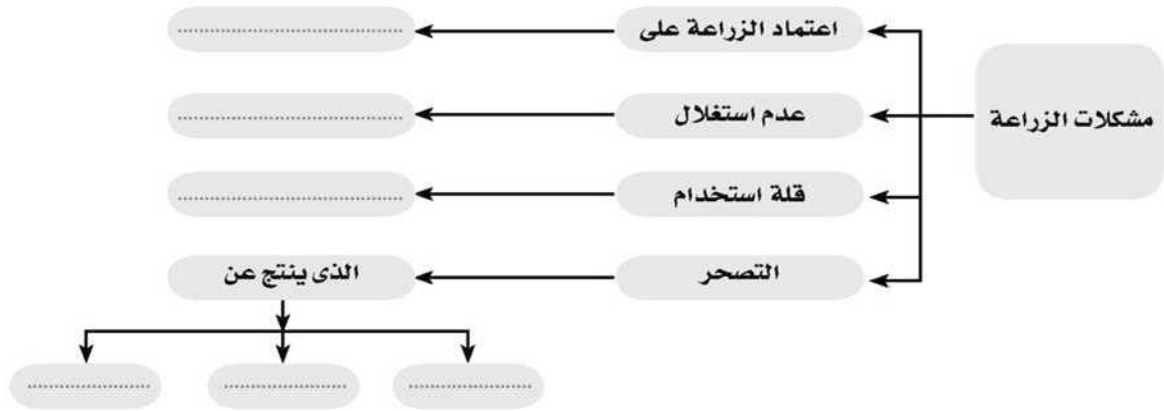 مشكلات الزراعة
اعتماد الزراعة على
....................................
عدم استغلال
....................................
قلة استخدام
....................................
التصحر
الذى ينتج عن
....................
....................
....................